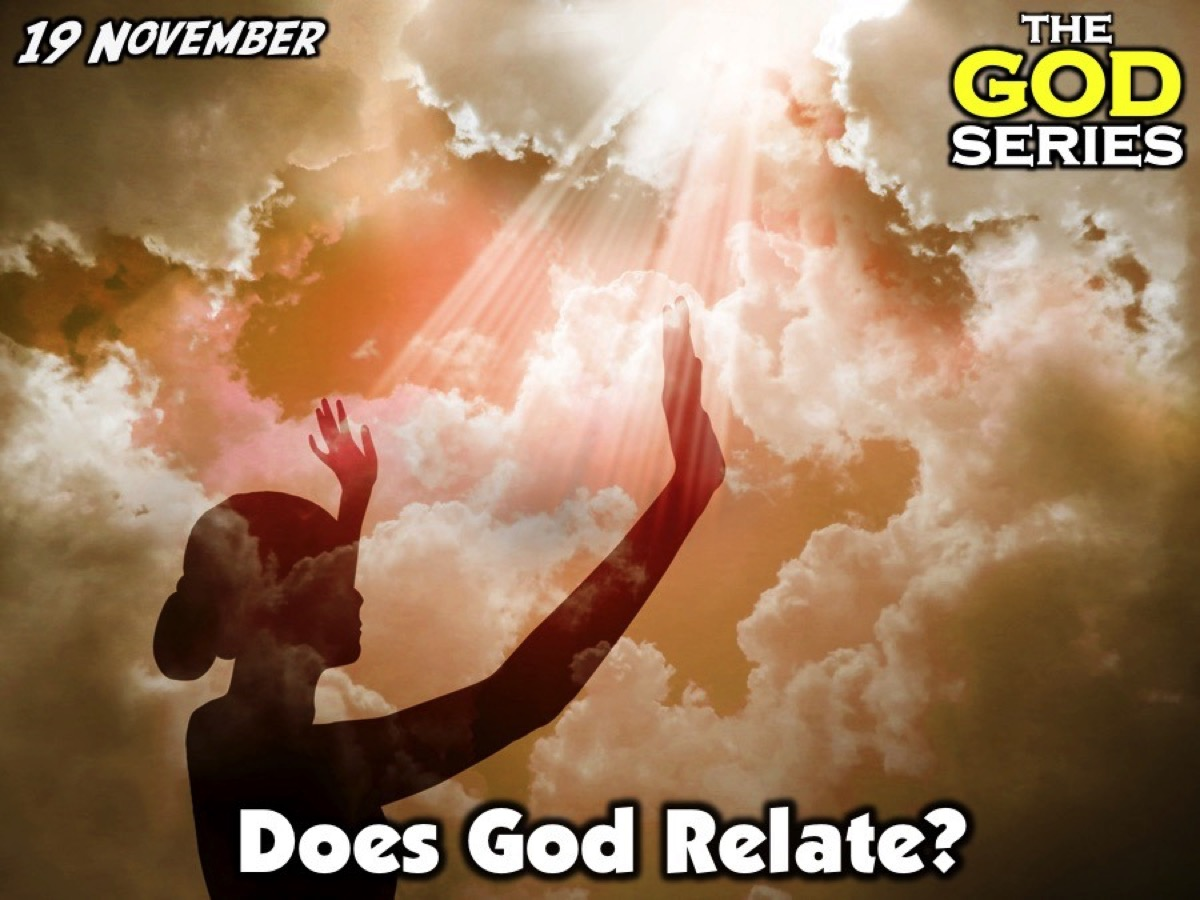 19 November
THE
GOD
SERIES
Does God Relate?